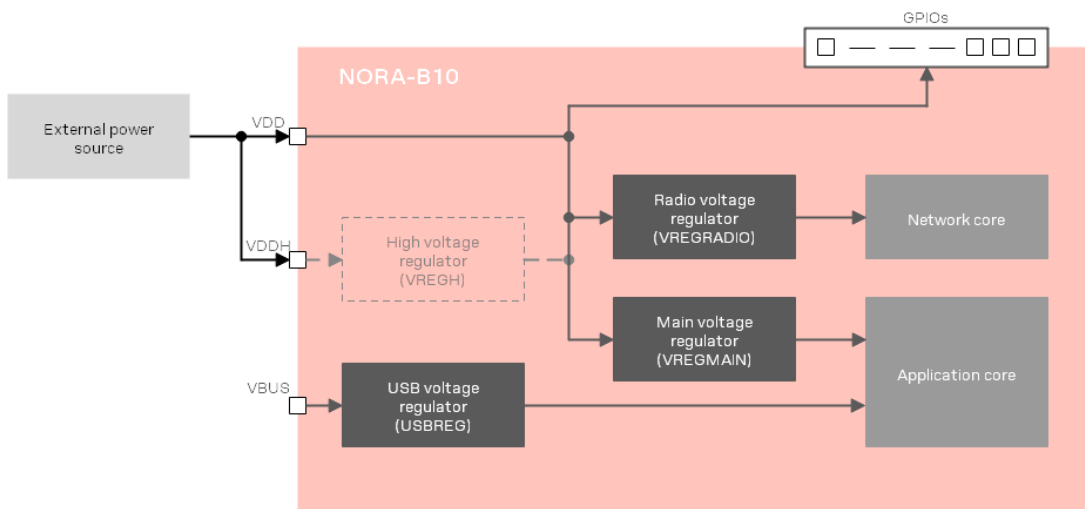 GPIOs
NORA-B10
External power
source
VDD
Radio voltage
regulator
(VREGRADIO)
Network core
VDDH
High voltage
regulator
(VREGH)
Main voltage
regulator
(VREGMAIN)
Application core
VBUS
USB voltage
regulator
(USBREG)